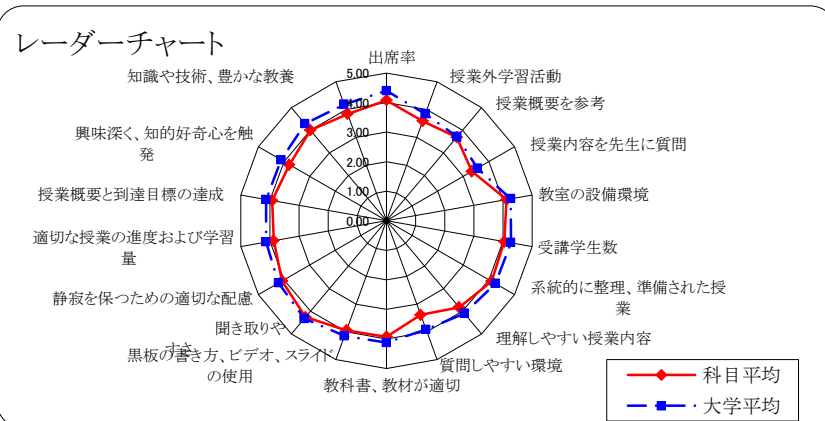 レーダーチャート
出席率
授業外学習活動
授業概要を参考
授業内容を先生に質問
教室の設備環境
受講学生数
系統的に整理、準備された授
業
理解しやすい授業内容
質問しやすい環境
教科書、教材が適切
黒板の書き方、ビデオ、スライド
の使用
聞き取りや
すさ
静寂を保つための適切な配慮
適切な授業の進度および学習
量
授業概要と到達目標の達成
興味深く、知的好奇心を触
発
知識や技術、豊かな教養
5.00
4.00
3.00
2.00
1.00
0.00
科目平均
大学平均